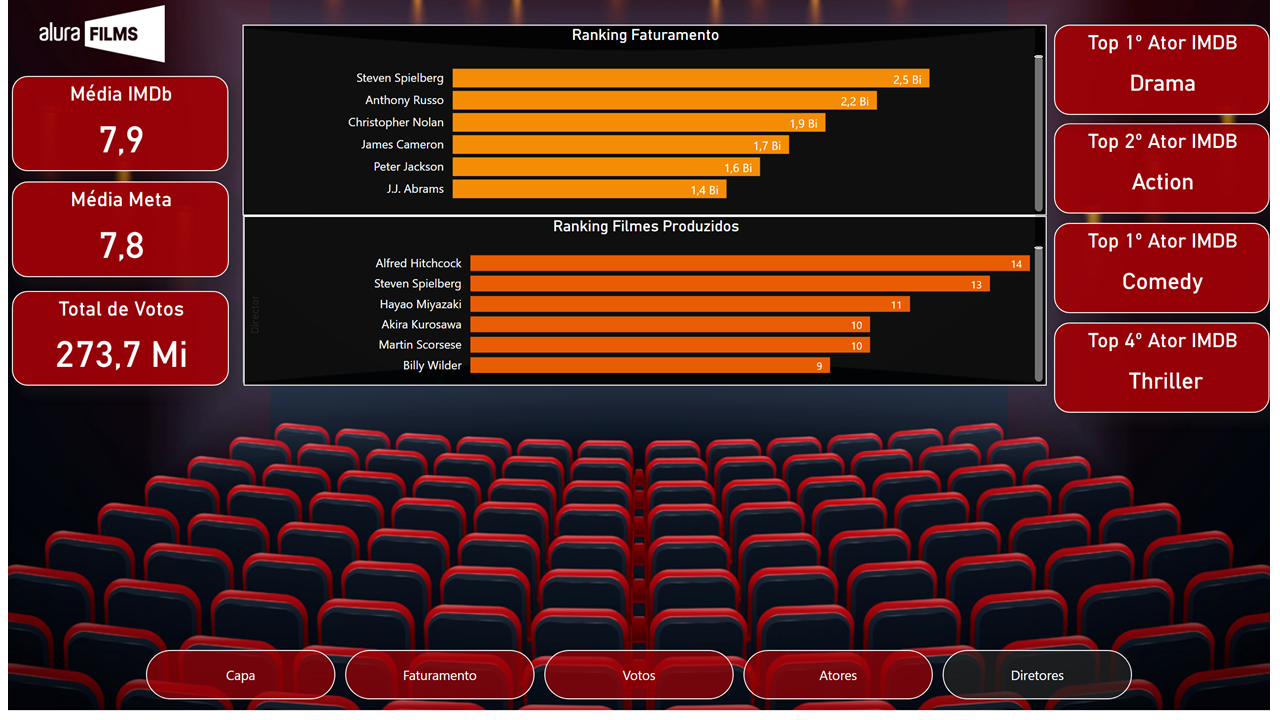 alura FILMS
Média IMDb
7,9
Média Meta
7,8
Total de Votos
273,7 Mi
Ranking Faturamento
Steven Spielberg 2,5 Bi
Anthony Russo 2,2 Bi
Christopher Nolan 1,9 Bi
James Cameron 1,7 Bi
Peter Jackson 1,6 Bi
J.J. Abrams 1,4 Bi
Ranking Filmes Produzidos
Director
Alfred Hitchcock 14
Steven Spielberg 13
Hayao Miyazaki 11
Akira Kurosawa 10
Martin Scorsese 10
Billy Wilder 9
Top 1º Ator IMDB
Drama
Top 2º Ator IMDB
Action
Top 1º Ator IMDB
Comedy
Top 4º Ator IMDB
Thriller
Capa
Faturamento
Votos
Atores
Diretores